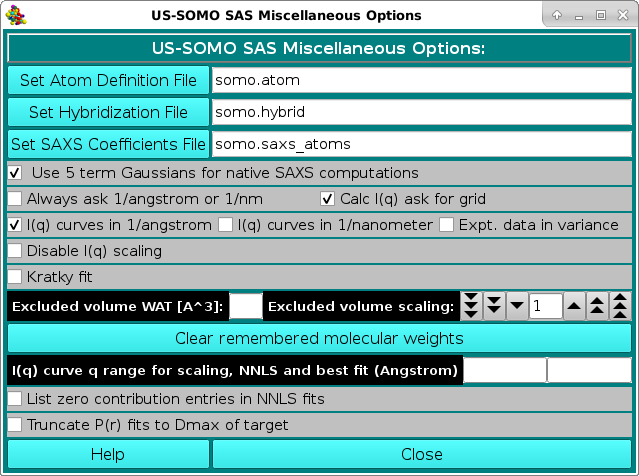 US-SOMO SAS Miscellaneous Options
US-SOMO SAS Miscellaneous Options:
Set Atom Definition File somo.atom
Set Hybridization File somo.hybrid
Set SAXS Coefficients File somo.saxs_atoms
Use 5 term Gaussians for native SAXS computations
Always ask 1/angstrom or 1/nm Calc I(q) ask for grid
I(q) curves in 1/angstrom I(q) curves in 1/nanometer Expt. data in variance
Disable I(q) scaling
Kratky fit
Excluded volume WAT [A^3]: Excluded volume scaling: 1
Clear remembered molecular weights
I(q) curve q range for scaling, NNLS and best fit (Angstrom)
List zero contribution entries in NNLS fits
Truncate P(r) fits to Dmax of target
Help Close